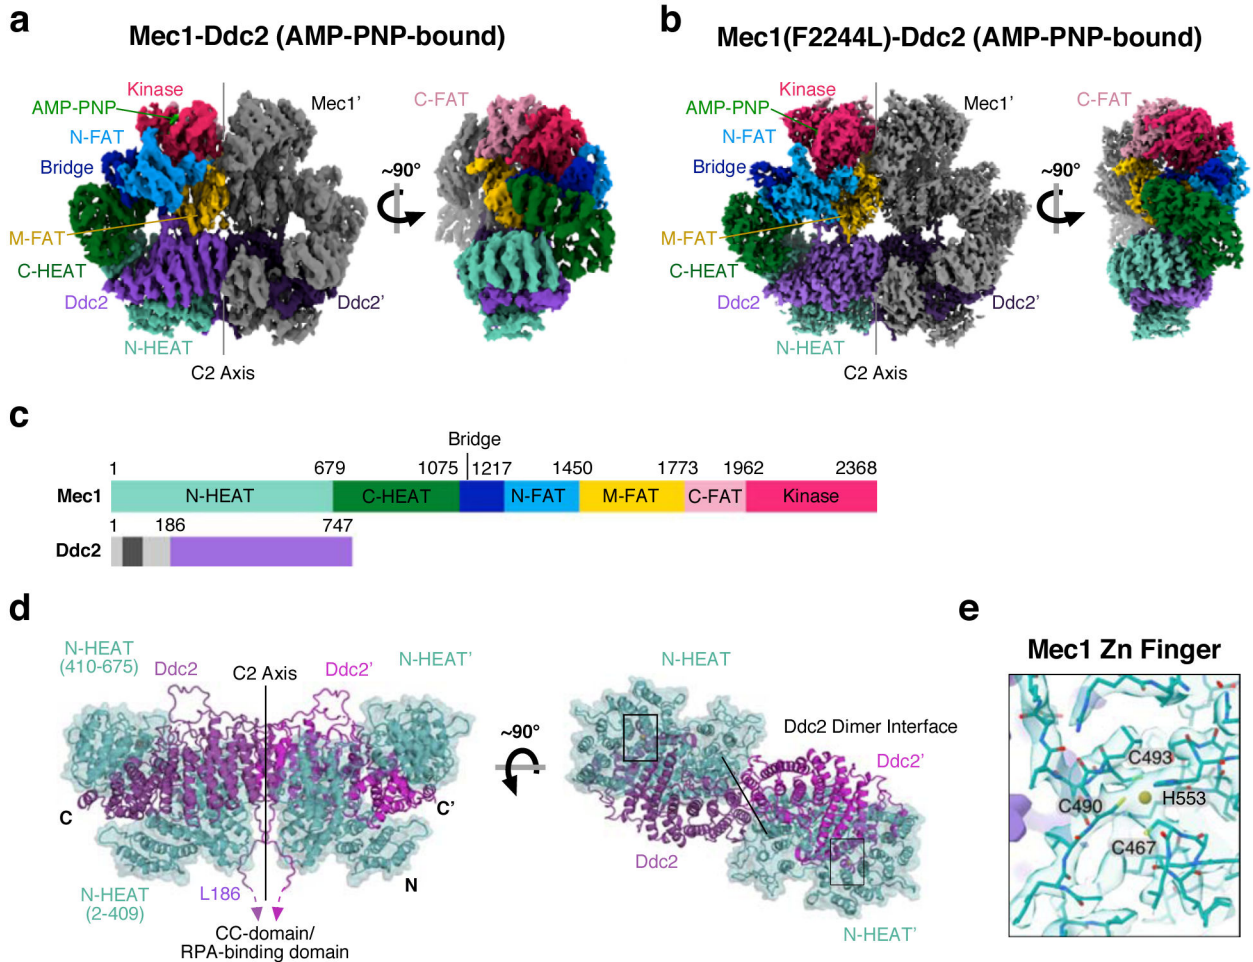 a
Mec1-Ddc2 (AMP-PNP-bound)
Kinase
AMP-PNP
N-FAT
Bridge
M-FAT
C-HEAT
Ddc2
N-HEAT
Mec1’
Ddc2’
C2 Axis
~90°
C-FAT
b
Mec1(F2244L)-Ddc2 (AMP-PNP-bound)
Kinase
AMP-PNP
N-FAT
Bridge
M-FAT
C-HEAT
Ddc2
N-HEAT
Mec1’
Ddc2’
C2 Axis
~90°
C-FAT
c
Bridge
1 679 1075 1217 1450 1773 1962 2368
Mec1 N-HEAT C-HEAT N-FAT M-FAT C-FAT Kinase
1 186 747
Ddc2
d
N-HEAT
(410-675)
Ddc2
C2 Axis
Ddc2’
N-HEAT’
C
C’
N-HEAT
(2-409)
L186
N
CC-domain/
RPA-binding domain
~90°
N-HEAT
Ddc2 Dimer Interface
Ddc2’
Ddc2
N-HEAT’
e
Mec1 Zn Finger
C493
C490
H553
C467